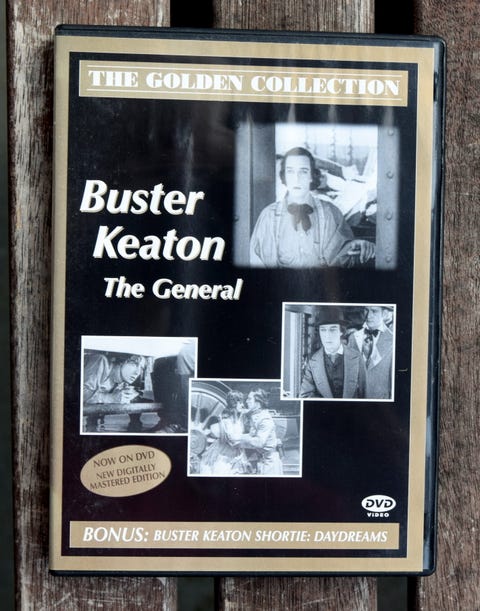 THE GOLDEN COLLECTION
Buster
Keaton
The General
NOW ON DVD
NEW DIGITALLY
MASTERED EDITION
DVD
VIDEO
BONUS: BUSTER KEATON SHORTIE: DAYDREAMS